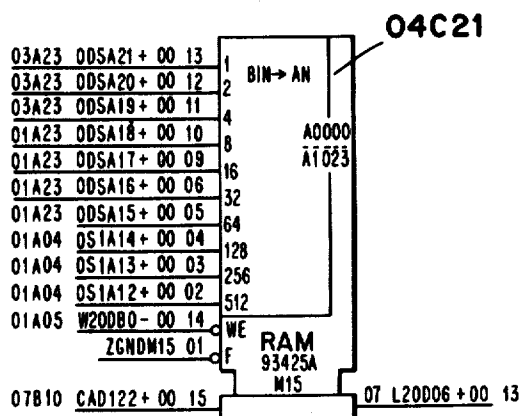 04C21
03A23 0DSA21+ 00 13 1
03A23 0DSA20+ 00 12 2
03A23 0DSA19+ 00 11 4
01A23 0DSA18+ 00 10 8
01A23 0DSA17+ 00 09 16
01A23 0DSA16+ 00 06 32
01A23 0DSA15+ 00 05 64
01A04 0S1A14+ 00 04 128
01A04 0S1A13+ 00 03 256
01A04 0S1A12+ 00 02 512
BIN→ AN
A0000
A1023
01A05 W20DB0- 00 14 WE
ZGNDM15 01 F
RAM
93425A
M15
07B10 CAD122+ 00 15
07 L20D06 +00 13